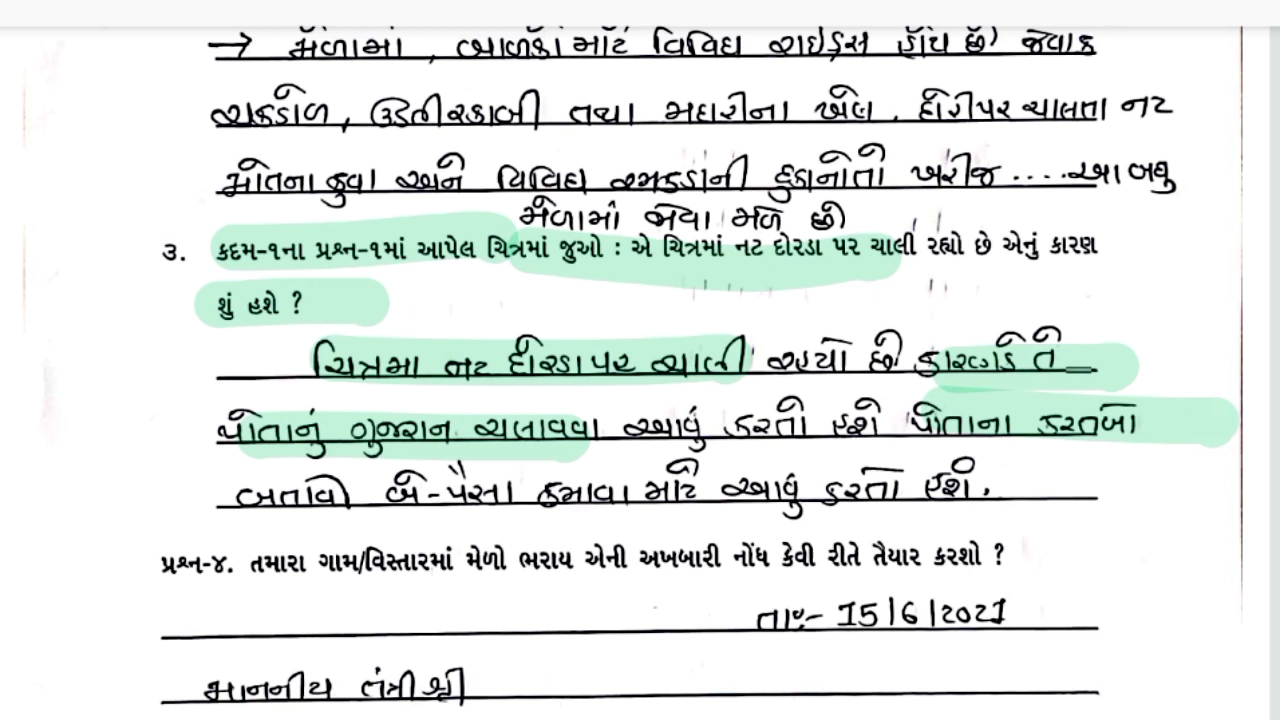 → મેળામાં , બાળકો માટે વિવિધ રાઇડ્સ હોય છે જેવાકે
ચકડોળ, ઉડતીરકાબી તથા મદારીના ખેલ . દોરીપર ચાલતા નટ
મોતના કુવા અને વિવિધ રમકડાંની દુકાનોતો ખરીજ ....આ બધુ
મેળામાં જોવા મળે છે
૩. કદમ-૧ના પ્રશ્ન-૧માં આપેલ ચિત્રમાં જુઓ : એ ચિત્રમાં નટ દોરડા પર ચાલી રહ્યો છે એનું કારણ
શું હશે ?
ચિત્રમા નટ દોરડાપર ચાલી રહયો છે કારણકે તે
પોતાનું ગુજરાન ચલાવવા આવું કરતો હશે પોતાના કરતબો
બતાવી બે-પૈસા કમાવા માટે આવું કરતો હશે.
પ્રશ્ન-૪. તમારા ગામ/વિસ્તારમાં મેળો ભરાય એની અખબારી નોંધ કેવી રીતે તૈયાર કરશો ?
તાઃ- 15/6/2021
માનનીય તંત્રીશ્રી